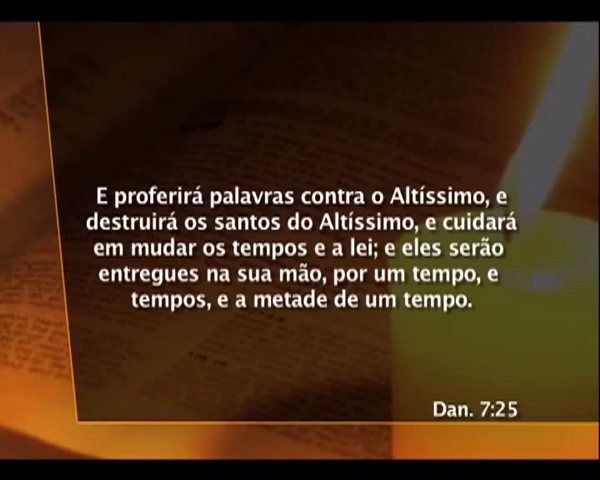 E proferirá palavras contra o Altíssimo, e
destruirá os santos do Altíssimo, e cuidará
em mudar os tempos e a lei; e eles serão
entregues na sua mão, por um tempo, e
tempos, e a metade de um tempo.
Dan. 7:25